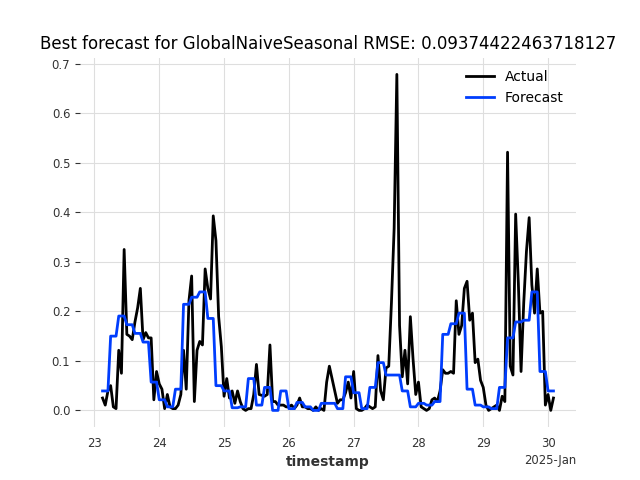 Best forecast for GlobalNaiveSeasonal RMSE: 0.09374422463718127
0.7
0.6
0.5
0.4
0.3
0.2
0.1
0.0
Actual
Forecast
23 24 25 26 27 28 29 30
timestamp
2025-Jan